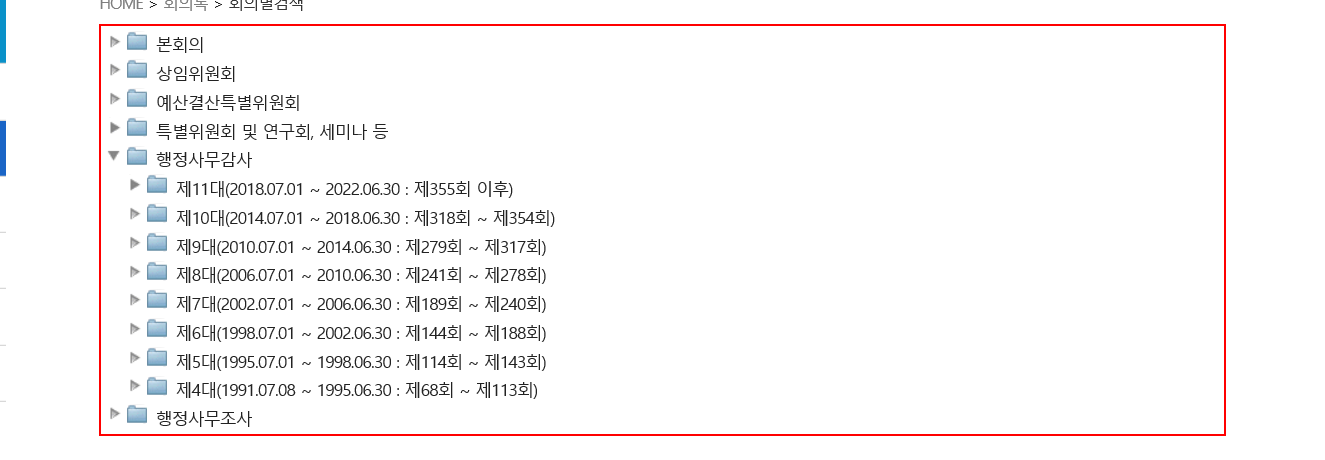 HOME > 회의록 > 회의별검색
본회의
상임위원회
예산결산특별위원회
특별위원회 및 연구회, 세미나 등
행정사무감사
제11대(2018.07.01 ~ 2022.06.30 : 제355회 이후)
제10대(2014.07.01 ~ 2018.06.30 : 제318회 ~ 제354회)
제9대(2010.07.01 ~ 2014.06.30 : 제279회 ~ 제317회)
제8대(2006.07.01 ~ 2010.06.30 : 제241회 ~ 제278회)
제7대(2002.07.01 ~ 2006.06.30 : 제189회 ~ 제240회)
제6대(1998.07.01 ~ 2002.06.30 : 제144회 ~ 제188회)
제5대(1995.07.01 ~ 1998.06.30 : 제114회 ~ 제143회)
제4대(1991.07.08 ~ 1995.06.30 : 제68회 ~ 제113회)
행정사무조사